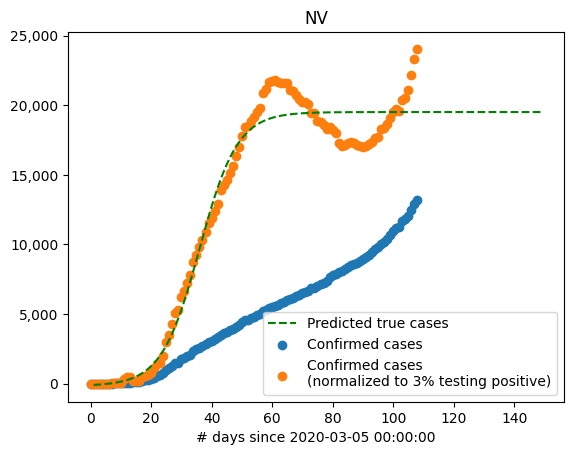 NV
25,000
20,000
15,000
10,000
5,000
0
Predicted true cases
Confirmed cases
Confirmed cases
(normalized to 3% testing positive)
0 20 40 60 80 100 120 140
# days since 2020-03-05 00:00:00